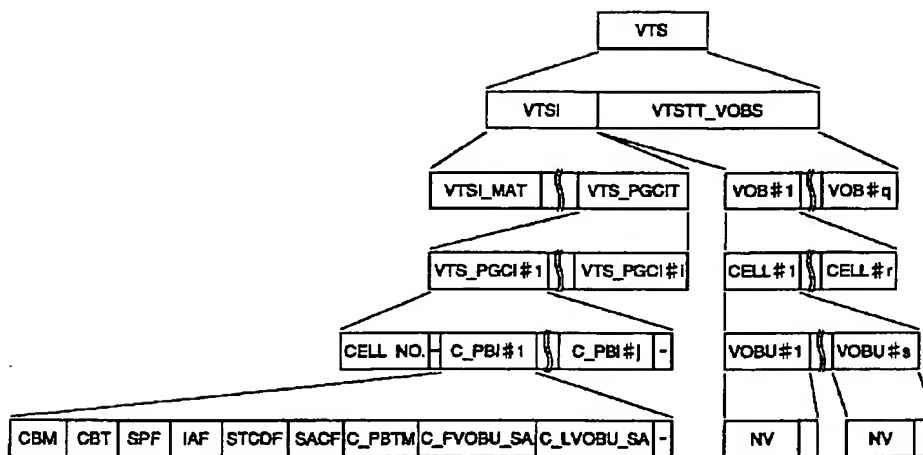 VTS
VTSI VTSTT_VOBS
VTSI_MAT VTS_PGCIT VOB#1 VOB#q
VTS_PGCI#1 VTS_PGCI#i CELL#1 CELL#r
CELL NO. - C_PBI#1 C_PBI#j - VOBU#1 VOBU#s
CBM CBT SPF IAF STCDF SACF C_PBTM C_FVOBU_SA C_LVOBU_SA - NV NV